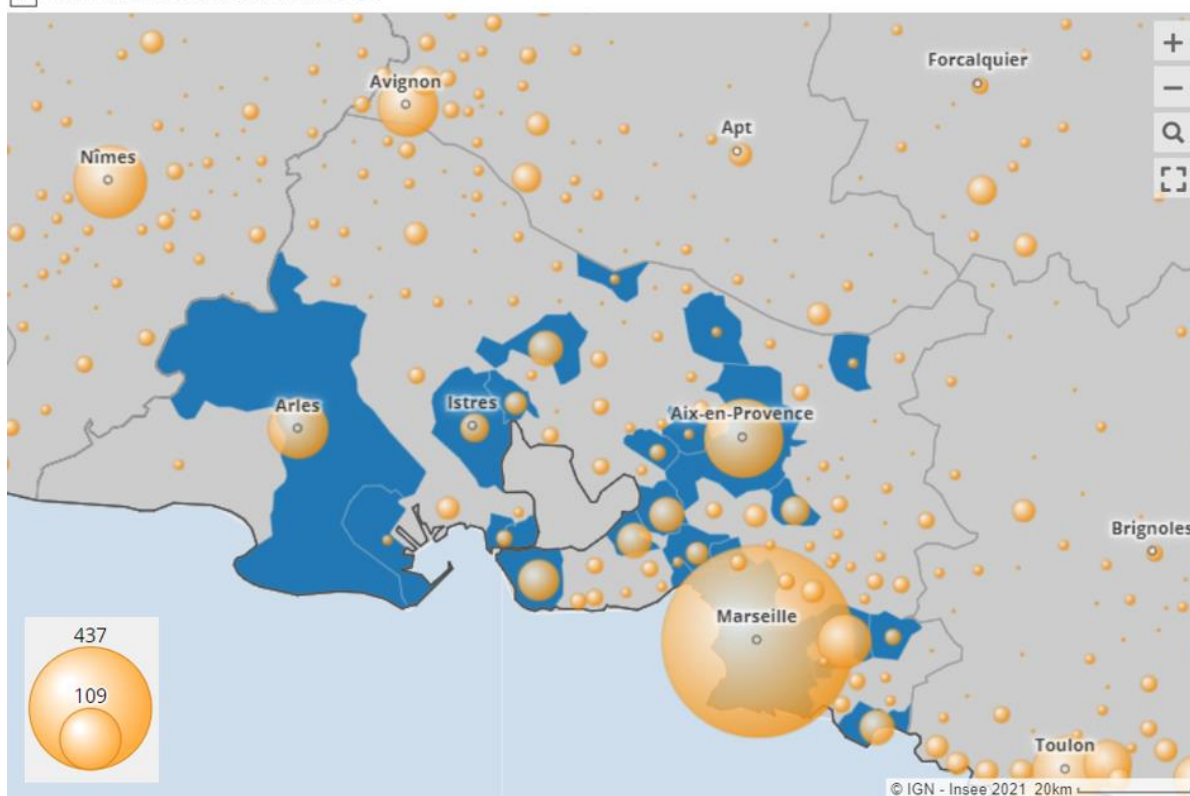 Forcalquier
Avignon
Apt
Nîmes
Arles
Istres
Aix-en-Provence
Brignoles
Marseille
437
109
Toulon
© IGN - Insee 2021 20km